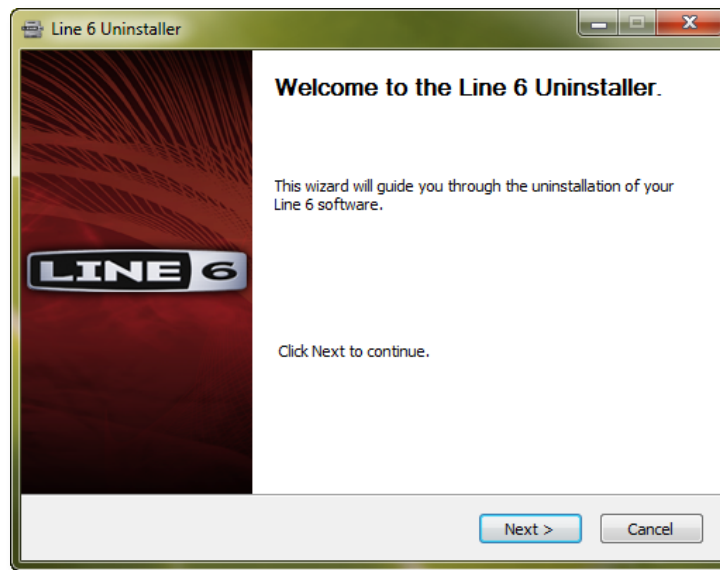 Line 6 Uninstaller
Welcome to the Line 6 Uninstaller.
This wizard will guide you through the uninstallation of your
Line 6 software.
LINE 6
Click Next to continue.
Next >
Cancel